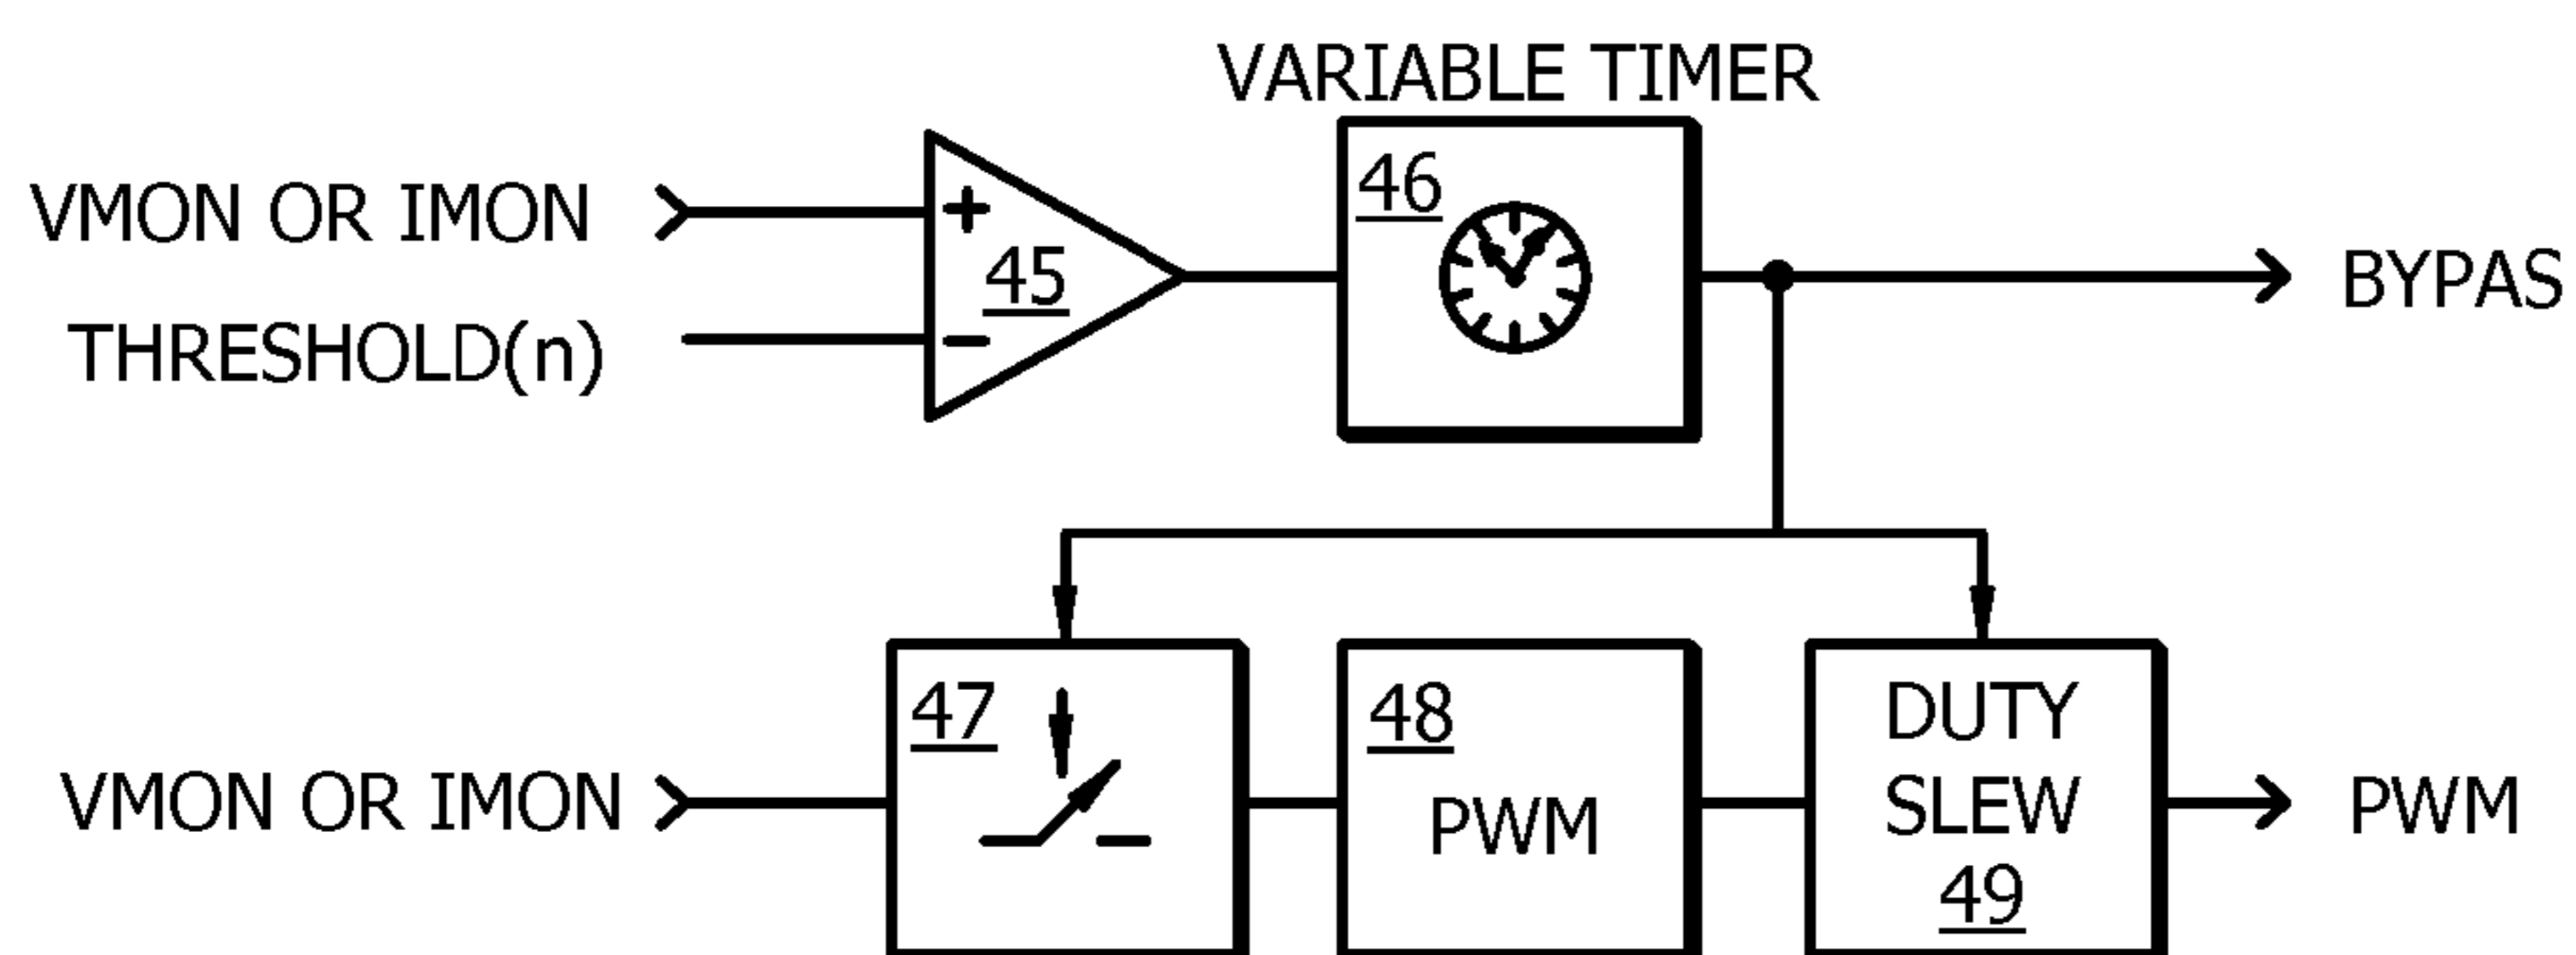 VARIABLE TIMER
VMON OR IMON
+
45
46
THRESHOLD(n)
−
BYPAS
47
48
DUTY
SLEW
49
VMON OR IMON
PWM
PWM